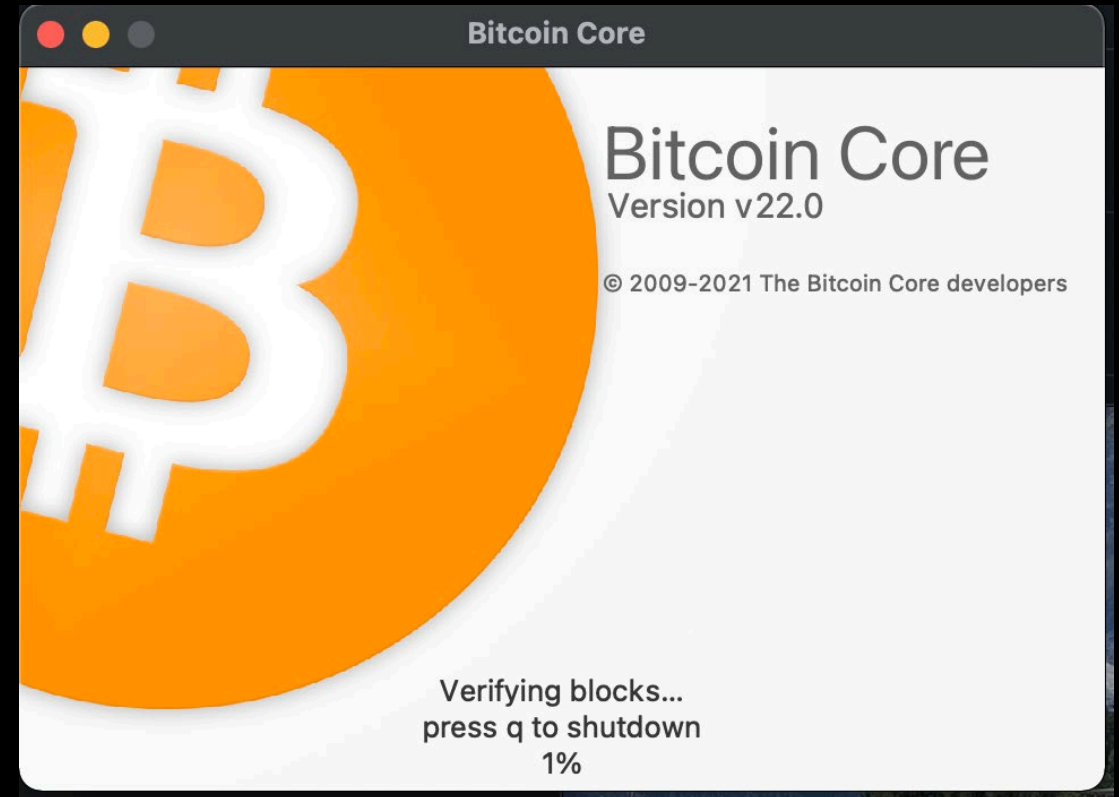 Bitcoin Core
Bitcoin Core
Version v22.0
© 2009-2021 The Bitcoin Core developers
Verifying blocks...
press q to shutdown
1%